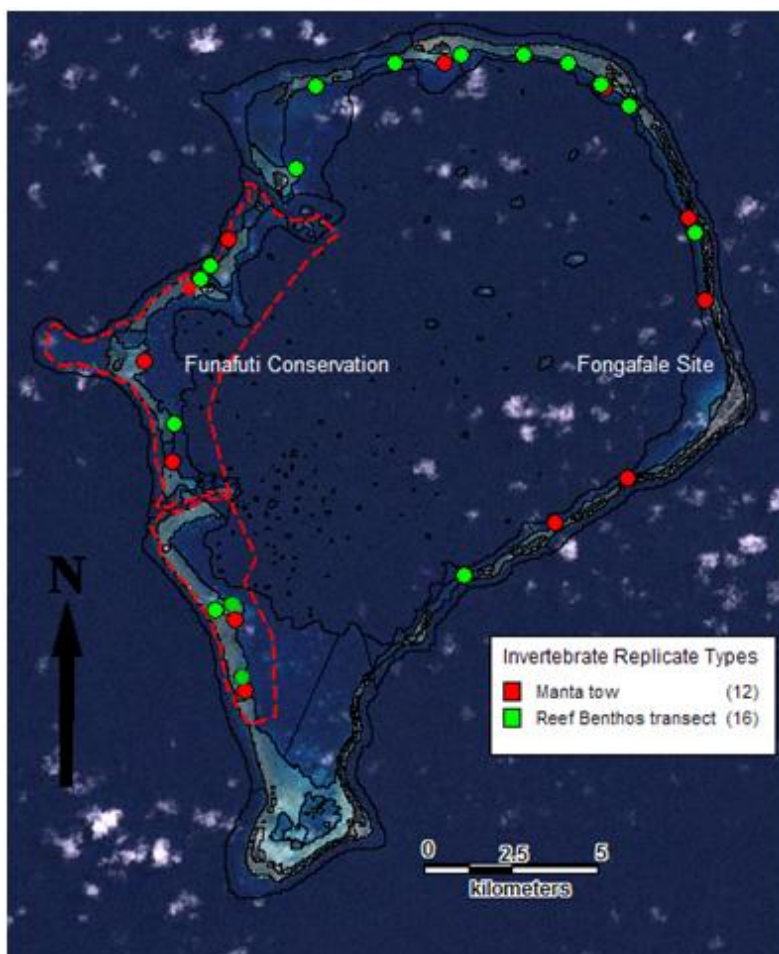 Funafuti Conservation
Fongafale Site
N
Invertebrate Replicate Types
Manta tow (12)
Reef Benthos transect (16)
0 2.5 5
kilometers